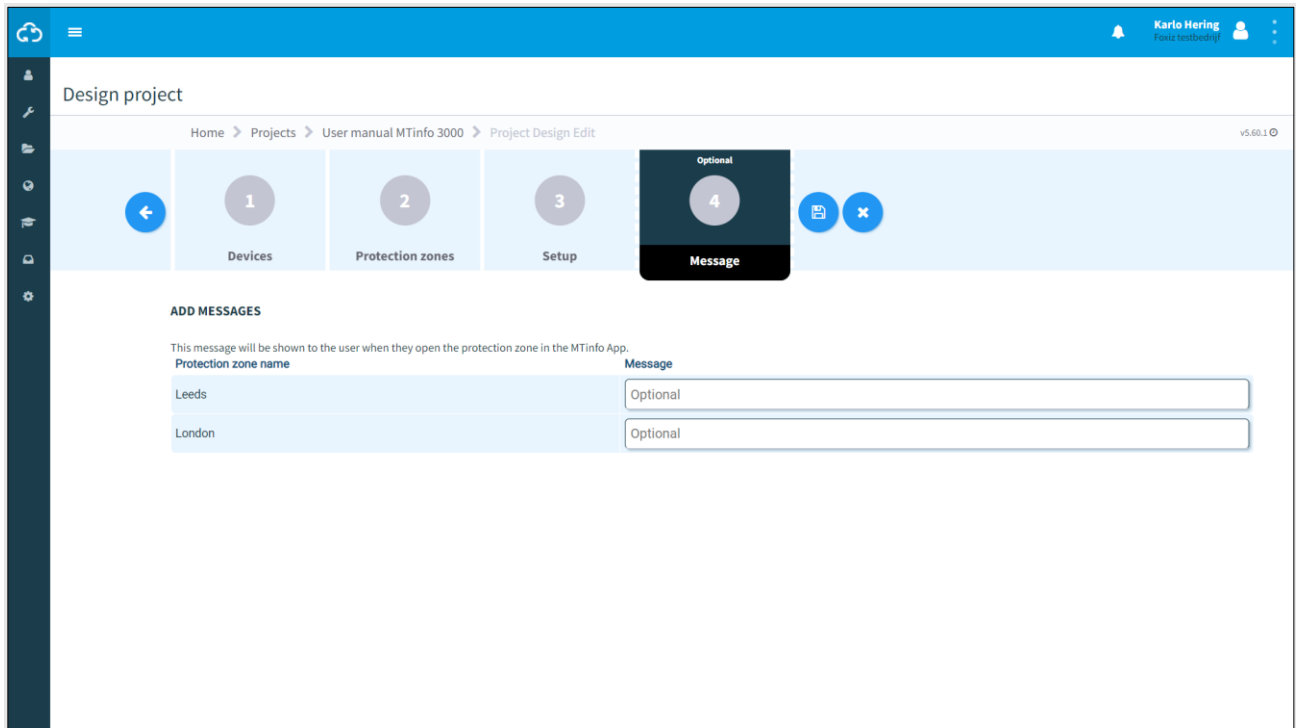 Karlo Hering
Foxiz testbedrijf
Design project
Home Projects User manual MTinfo 3000 Project Design Edit v5.60.1
Optional
1 2 3 4
Devices Protection zones Setup Message
ADD MESSAGES
This message will be shown to the user when they open the protection zone in the MTinfo App.
Protection zone name Message
Leeds Optional
London Optional